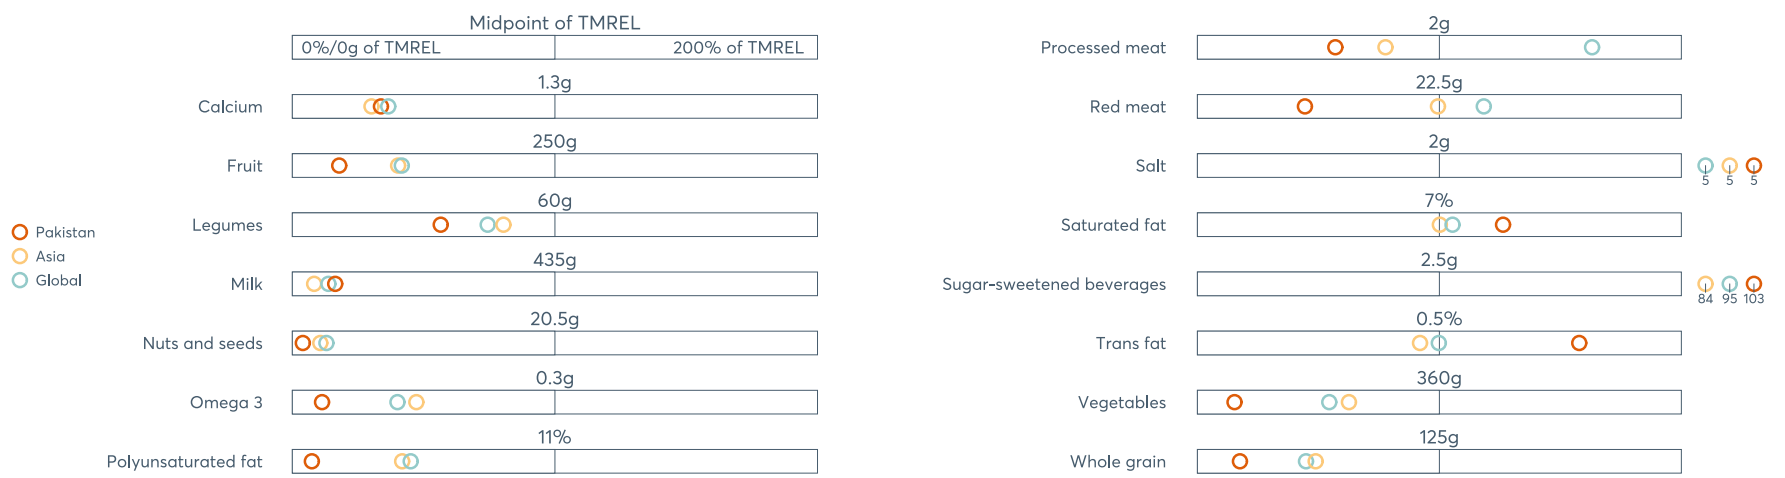 Midpoint of TMREL
0%/0g of TMREL
200% of TMREL
1.3g
Calcium
250g
Fruit
60g
Legumes
435g
Milk
20.5g
Nuts and seeds
0.3g
Omega 3
11%
Polyunsaturated fat
Pakistan
Asia
Global
2g
Processed meat
22.5g
Red meat
2g
Salt
5 5 5
7%
Saturated fat
2.5g
Sugar-sweetened beverages
84 95 103
0.5%
Trans fat
360g
Vegetables
125g
Whole grain